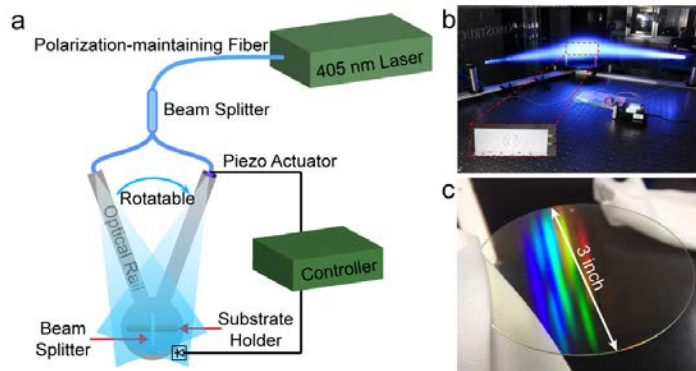 a
Polarization-maintaining Fiber
405 nm Laser
Beam Splitter
Piezo Actuator
Rotatable
Optical Rail
Controller
Beam
Splitter
Substrate
Holder
b
c
3 inch